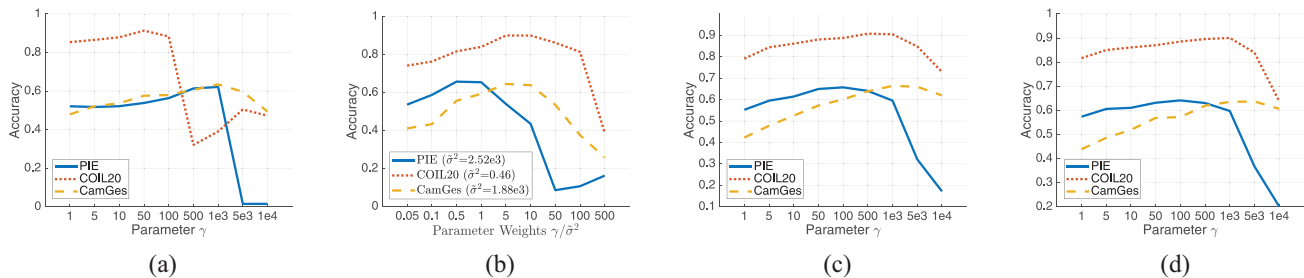 Accuracy
1
0.8
0.6
0.4
0.2
0
PIE
COIL20
CamGes
1 5 10 50 100 500 1e3 5e3 1e4
Parameter γ
(a)
Accuracy
1
0.8
0.6
0.4
0.2
0
PIE (σ̃²=2.52e3)
COIL20 (σ̃²=0.46)
CamGes (σ̃²=1.88e3)
0.05 0.1 0.5 1 5 10 50 100 500
Parameter Weights γ/σ̃²
(b)
Accuracy
0.9
0.8
0.7
0.6
0.5
0.4
0.3
0.2
0.1
PIE
COIL20
CamGes
1 5 10 50 100 500 1e3 5e3 1e4
Parameter γ
(c)
Accuracy
1
0.9
0.8
0.7
0.6
0.5
0.4
0.3
0.2
PIE
COIL20
CamGes
1 5 10 50 100 500 1e3 5e3 1e4
Parameter γ
(d)